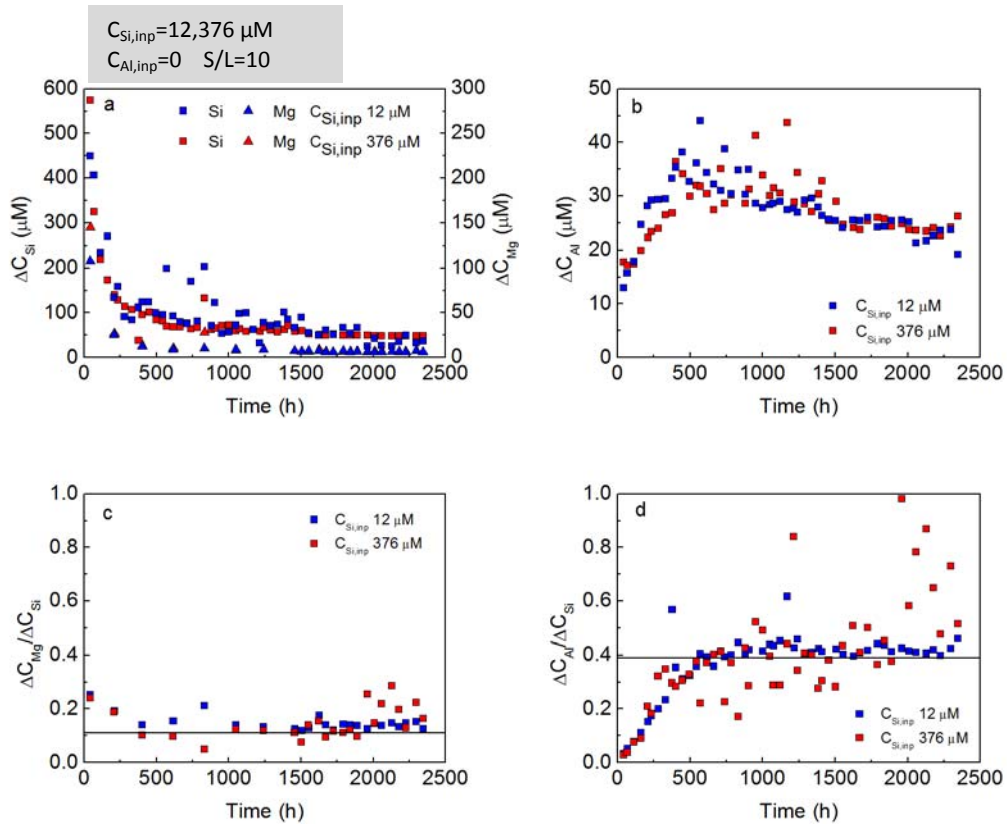 C_Si,inp=12,376 μM
C_Al,inp=0 S/L=10
a
Si Mg C_Si,inp 12 μM
Si Mg C_Si,inp 376 μM
600
550
500
450
400
350
300
250
200
150
100
50
0
ΔC_Si (μM)
300
250
200
150
100
50
0
ΔC_Mg (μM)
0 500 1000 1500 2000 2500
Time (h)
b
50
40
30
20
10
0
ΔC_Al (μM)
C_Si,inp 12 μM
C_Si,inp 376 μM
0 500 1000 1500 2000 2500
Time (h)
c
C_Si,inp 12 μM
C_Si,inp 376 μM
1.0
0.8
0.6
0.4
0.2
0.0
ΔC_Mg/ΔC_Si
0 500 1000 1500 2000 2500
Time (h)
d
1.0
0.8
0.6
0.4
0.2
0.0
ΔC_Al/ΔC_Si
C_Si,inp 12 μM
C_Si,inp 376 μM
0 500 1000 1500 2000 2500
Time (h)